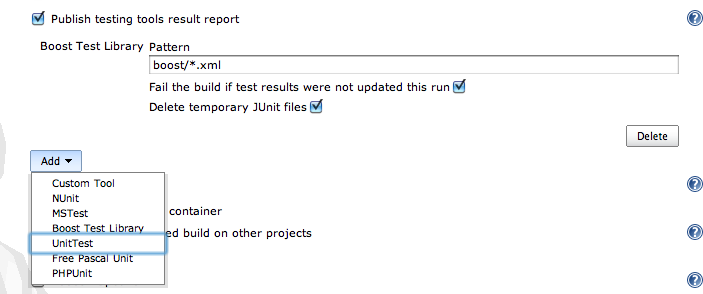 Publish testing tools result report
Boost Test Library Pattern
boost/*.xml
Fail the build if test results were not updated this run
Delete temporary JUnit files
Delete
Add
Custom Tool
NUnit
MSTest
container
Boost Test Library
ed build on other projects
UnitTest
Free Pascal Unit
PHPUnit